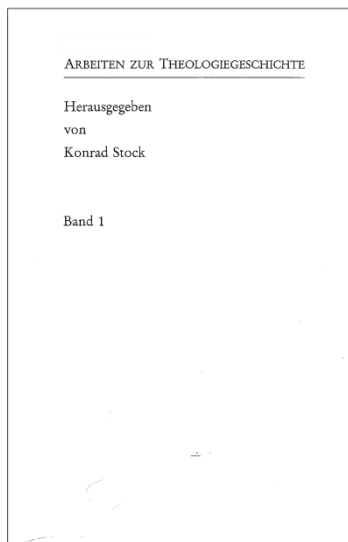 ARBEITEN ZUR THEOLOGIEGESCHICHTE
Herausgegeben
von
Konrad Stock
Band 1